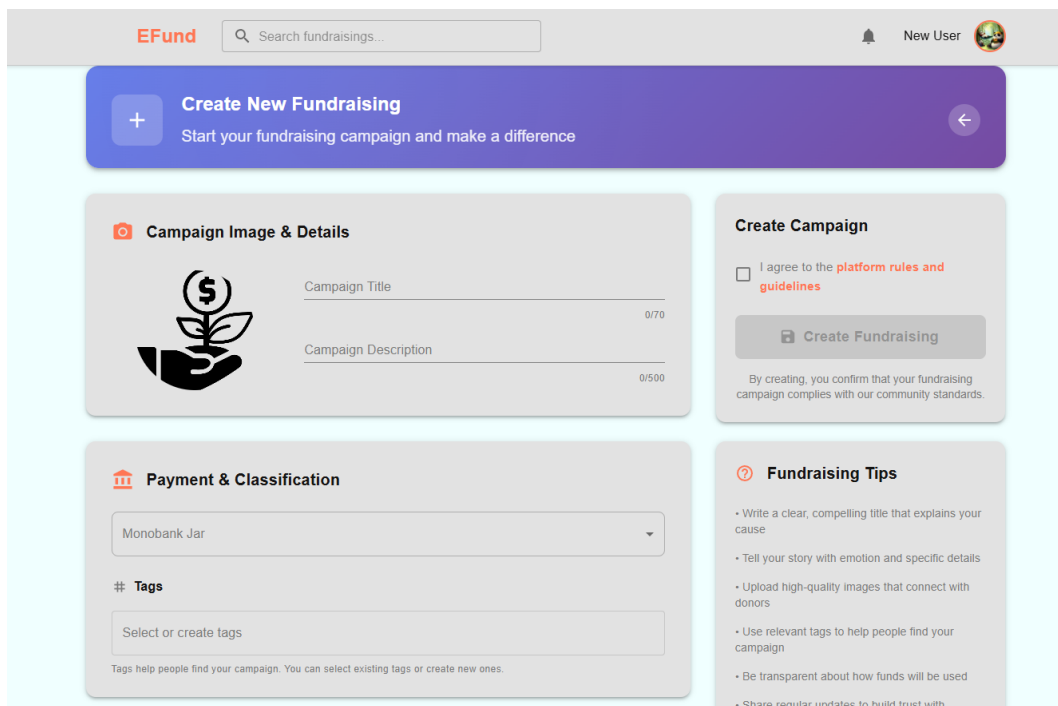 EFund
Search fundraisings...
New User
Create New Fundraising
Start your fundraising campaign and make a difference
Campaign Image & Details
$
Campaign Title
0/70
Campaign Description
0/500
Create Campaign
I agree to the platform rules and
guidelines
Create Fundraising
By creating, you confirm that your fundraising
campaign complies with our community standards.
Payment & Classification
Monobank Jar
# Tags
Select or create tags
Tags help people find your campaign. You can select existing tags or create new ones.
Fundraising Tips
• Write a clear, compelling title that explains your
cause
• Tell your story with emotion and specific details
• Upload high-quality images that connect with
donors
• Use relevant tags to help people find your
campaign
• Be transparent about how funds will be used
• Share regular updates to build trust with